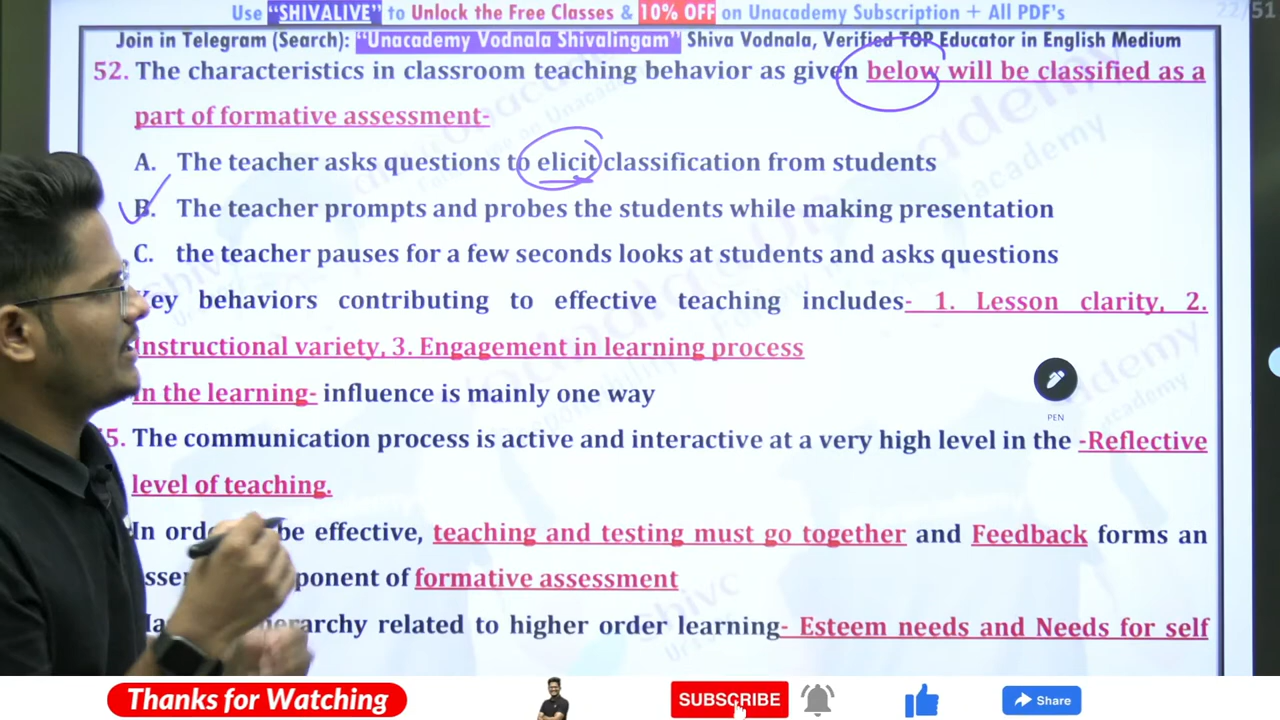 Use “SHIVALIVE” to Unlock the Free Classes & 10% OFF on Unacademy Subscription + All PDF’s
22/51
Join in Telegram (Search): “Unacademy Vodnala Shivalingam” Shiva Vodnala, Verified TOP Educator in English Medium
52. The characteristics in classroom teaching behavior as given below will be classified as a
part of formative assessment-
A. The teacher asks questions to elicit classification from students
B. The teacher prompts and probes the students while making presentation
C. the teacher pauses for a few seconds looks at students and asks questions
Key behaviors contributing to effective teaching includes- 1. Lesson clarity, 2.
Instructional variety, 3. Engagement in learning process
In the learning- influence is mainly one way
PEN
5. The communication process is active and interactive at a very high level in the -Reflective
level of teaching.
In be effective, teaching and testing must go together and Feedback forms an
of formative assessment
related to higher order learning- Esteem needs and Needs for self
Thanks for Watching
SUBSCRIBE
Share